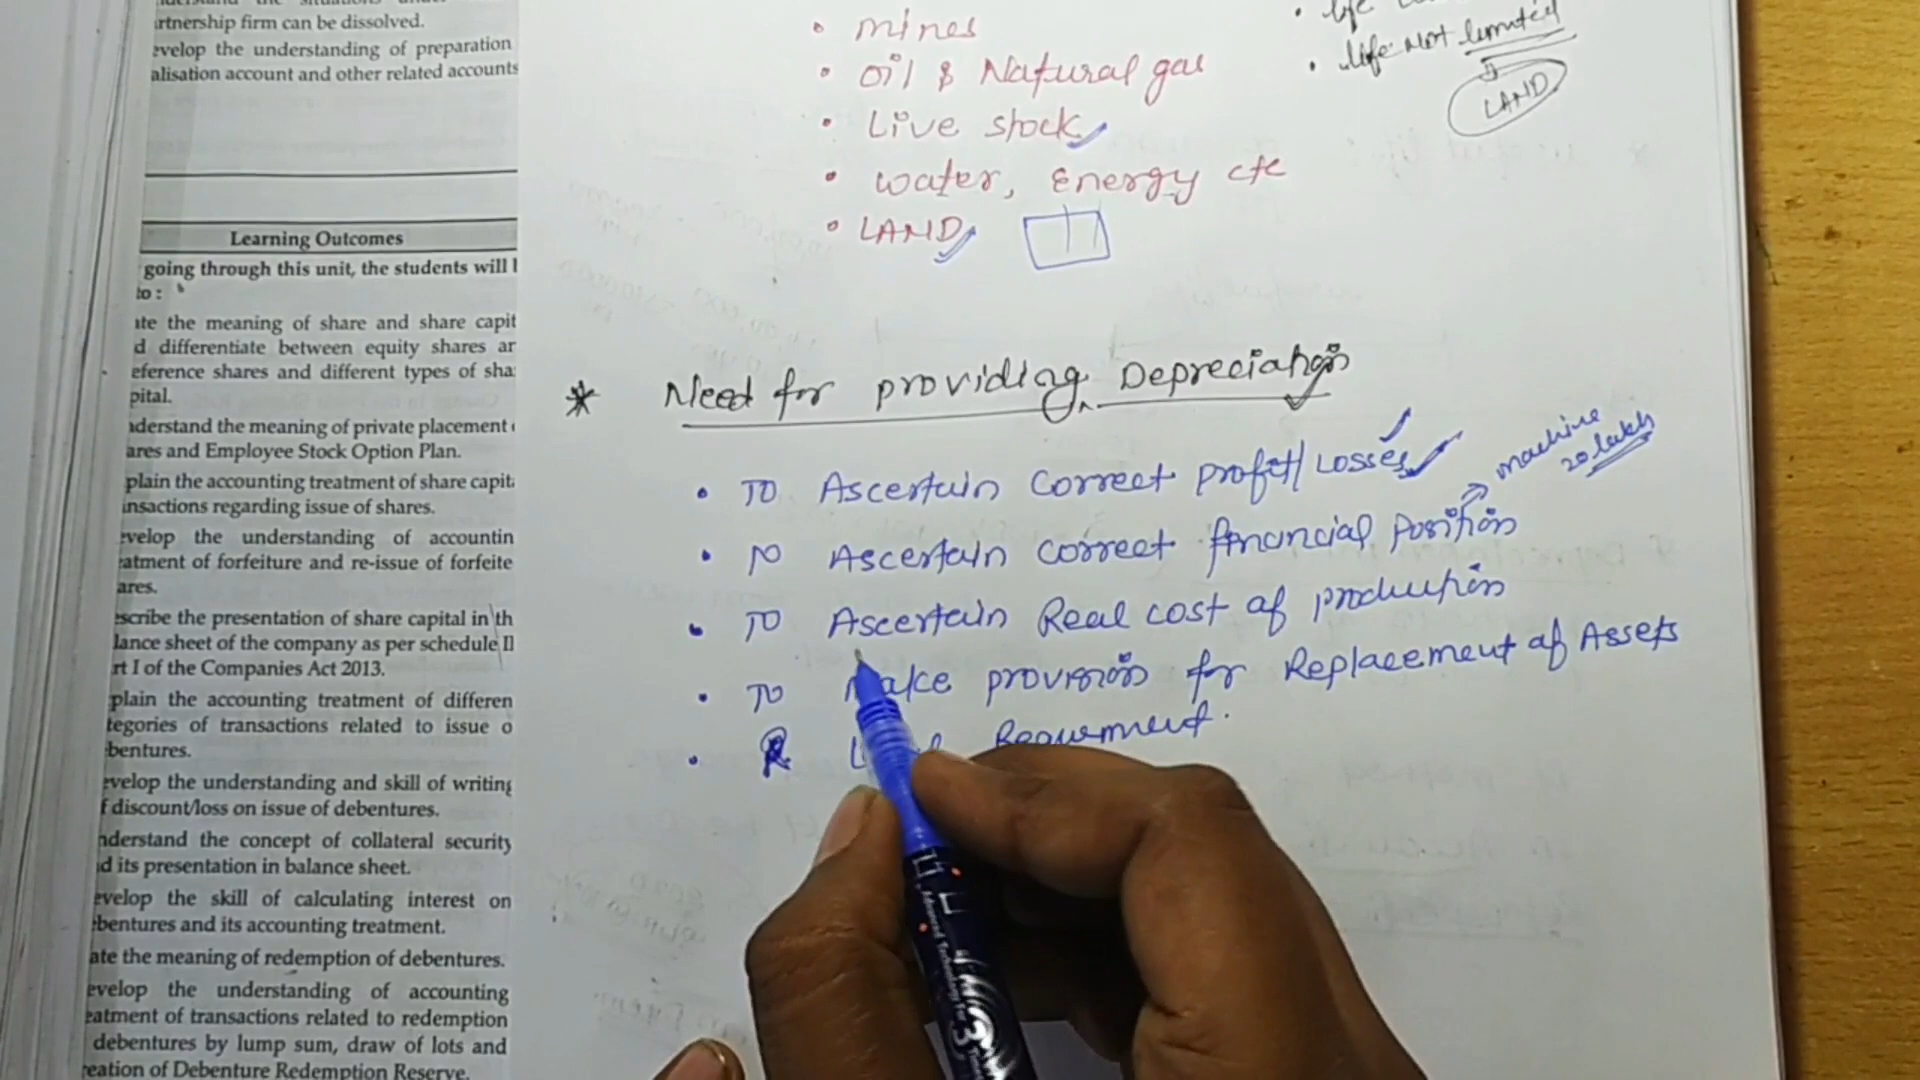 rtnership firm can be dissolved.
evelop the understanding of preparation
alisation account and other related accounts
Learning Outcomes
going through this unit, the students will
to :
ate the meaning of share and share capit
d differentiate between equity shares ar
eference shares and different types of sha
pital.
nderstand the meaning of private placement
ares and Employee Stock Option Plan.
plain the accounting treatment of share capit
ansactions regarding issue of shares.
evelop the understanding of accountin
eatment of forfeiture and re-issue of forfeite
ares.
escribe the presentation of share capital in th
lance sheet of the company as per schedule II
rt I of the Companies Act 2013.
plain the accounting treatment of differen
tegories of transactions related to issue o
bentures.
evelop the understanding and skill of writing
f discount/loss on issue of debentures.
nderstand the concept of collateral security
d its presentation in balance sheet.
evelop the skill of calculating interest on
ebentures and its accounting treatment.
ate the meaning of redemption of debentures.
evelop the understanding of accounting
eatment of transactions related to redemption
debentures by lump sum, draw of lots and
reation of Debenture Redemption Reserve.
• mines
• Oil & Natural gas
• Live stock
• water, Energy etc
• LAND
• life
• life Not limited
LAND
* Need for providing Depreciation
• TO Ascertain Correct profit/Losses
machine
20 lakh
• TO Ascertain Correct financial Position
• TO Ascertain Real cost of production
• TO Make provision for Replacement of Assets
• Requirement.
Advanced Technology